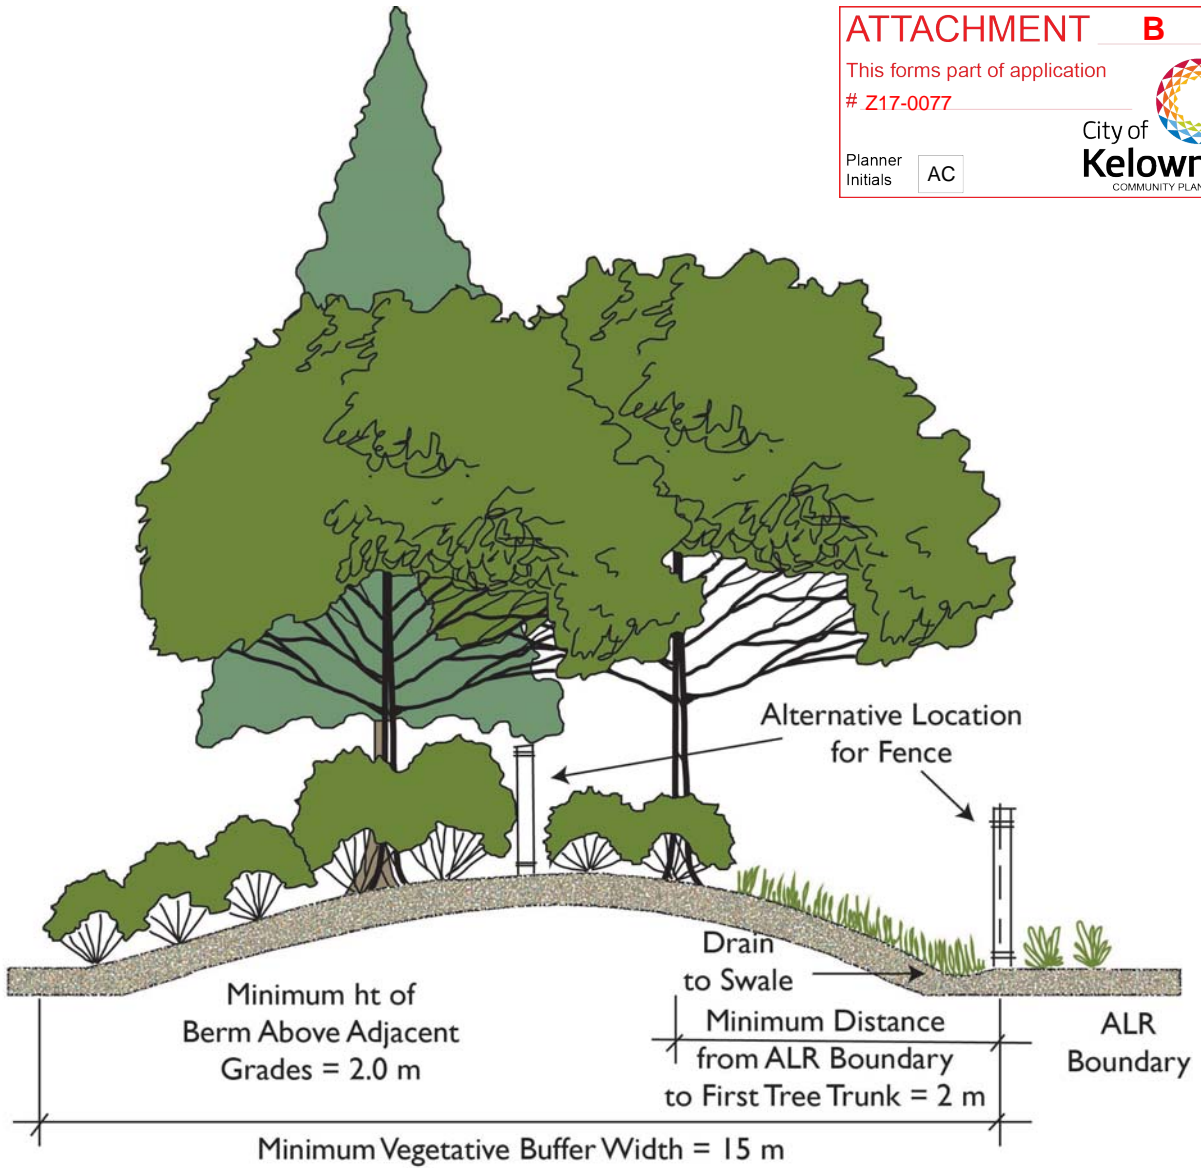 ATTACHMENT B
This forms part of application
# Z17-0077
City of
Planner
Initials AC
COMMUNITY
Alternative Location
for Fence
Drain
to Swale
Minimum ht of
Berm Above Adjacent
Grades = 2.0 m
Minimum Distance
from ALR Boundary
to First Tree Trunk = 2 m
ALR
Boundary
Minimum Vegetative Buffer Width = 15 m